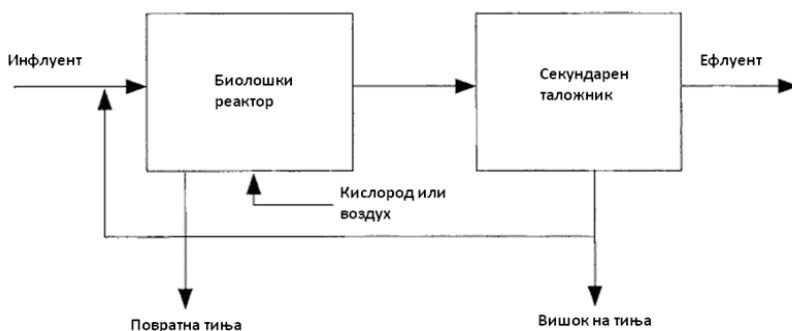 Инфлуент
Биолошки
реактор
Секундарен
таложник
Ефлуент
Кислород или
воздух
Повратна тиња
Вишок на тиња